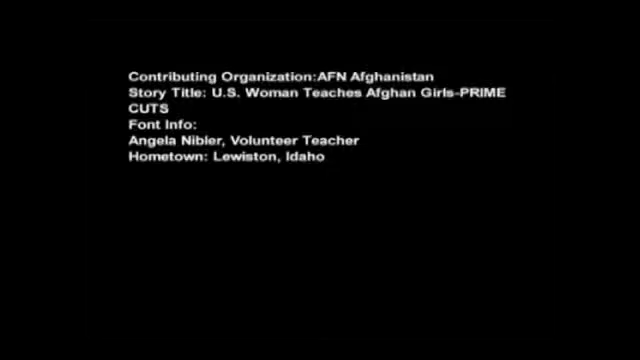 Contributing Organization:AFN Afghanistan
Story Title: U.S. Woman Teaches Afghan Girls-PRIME
CUTS
Font Info:
Angela Nibler, Volunteer Teacher
Hometown: Lewiston, Idaho